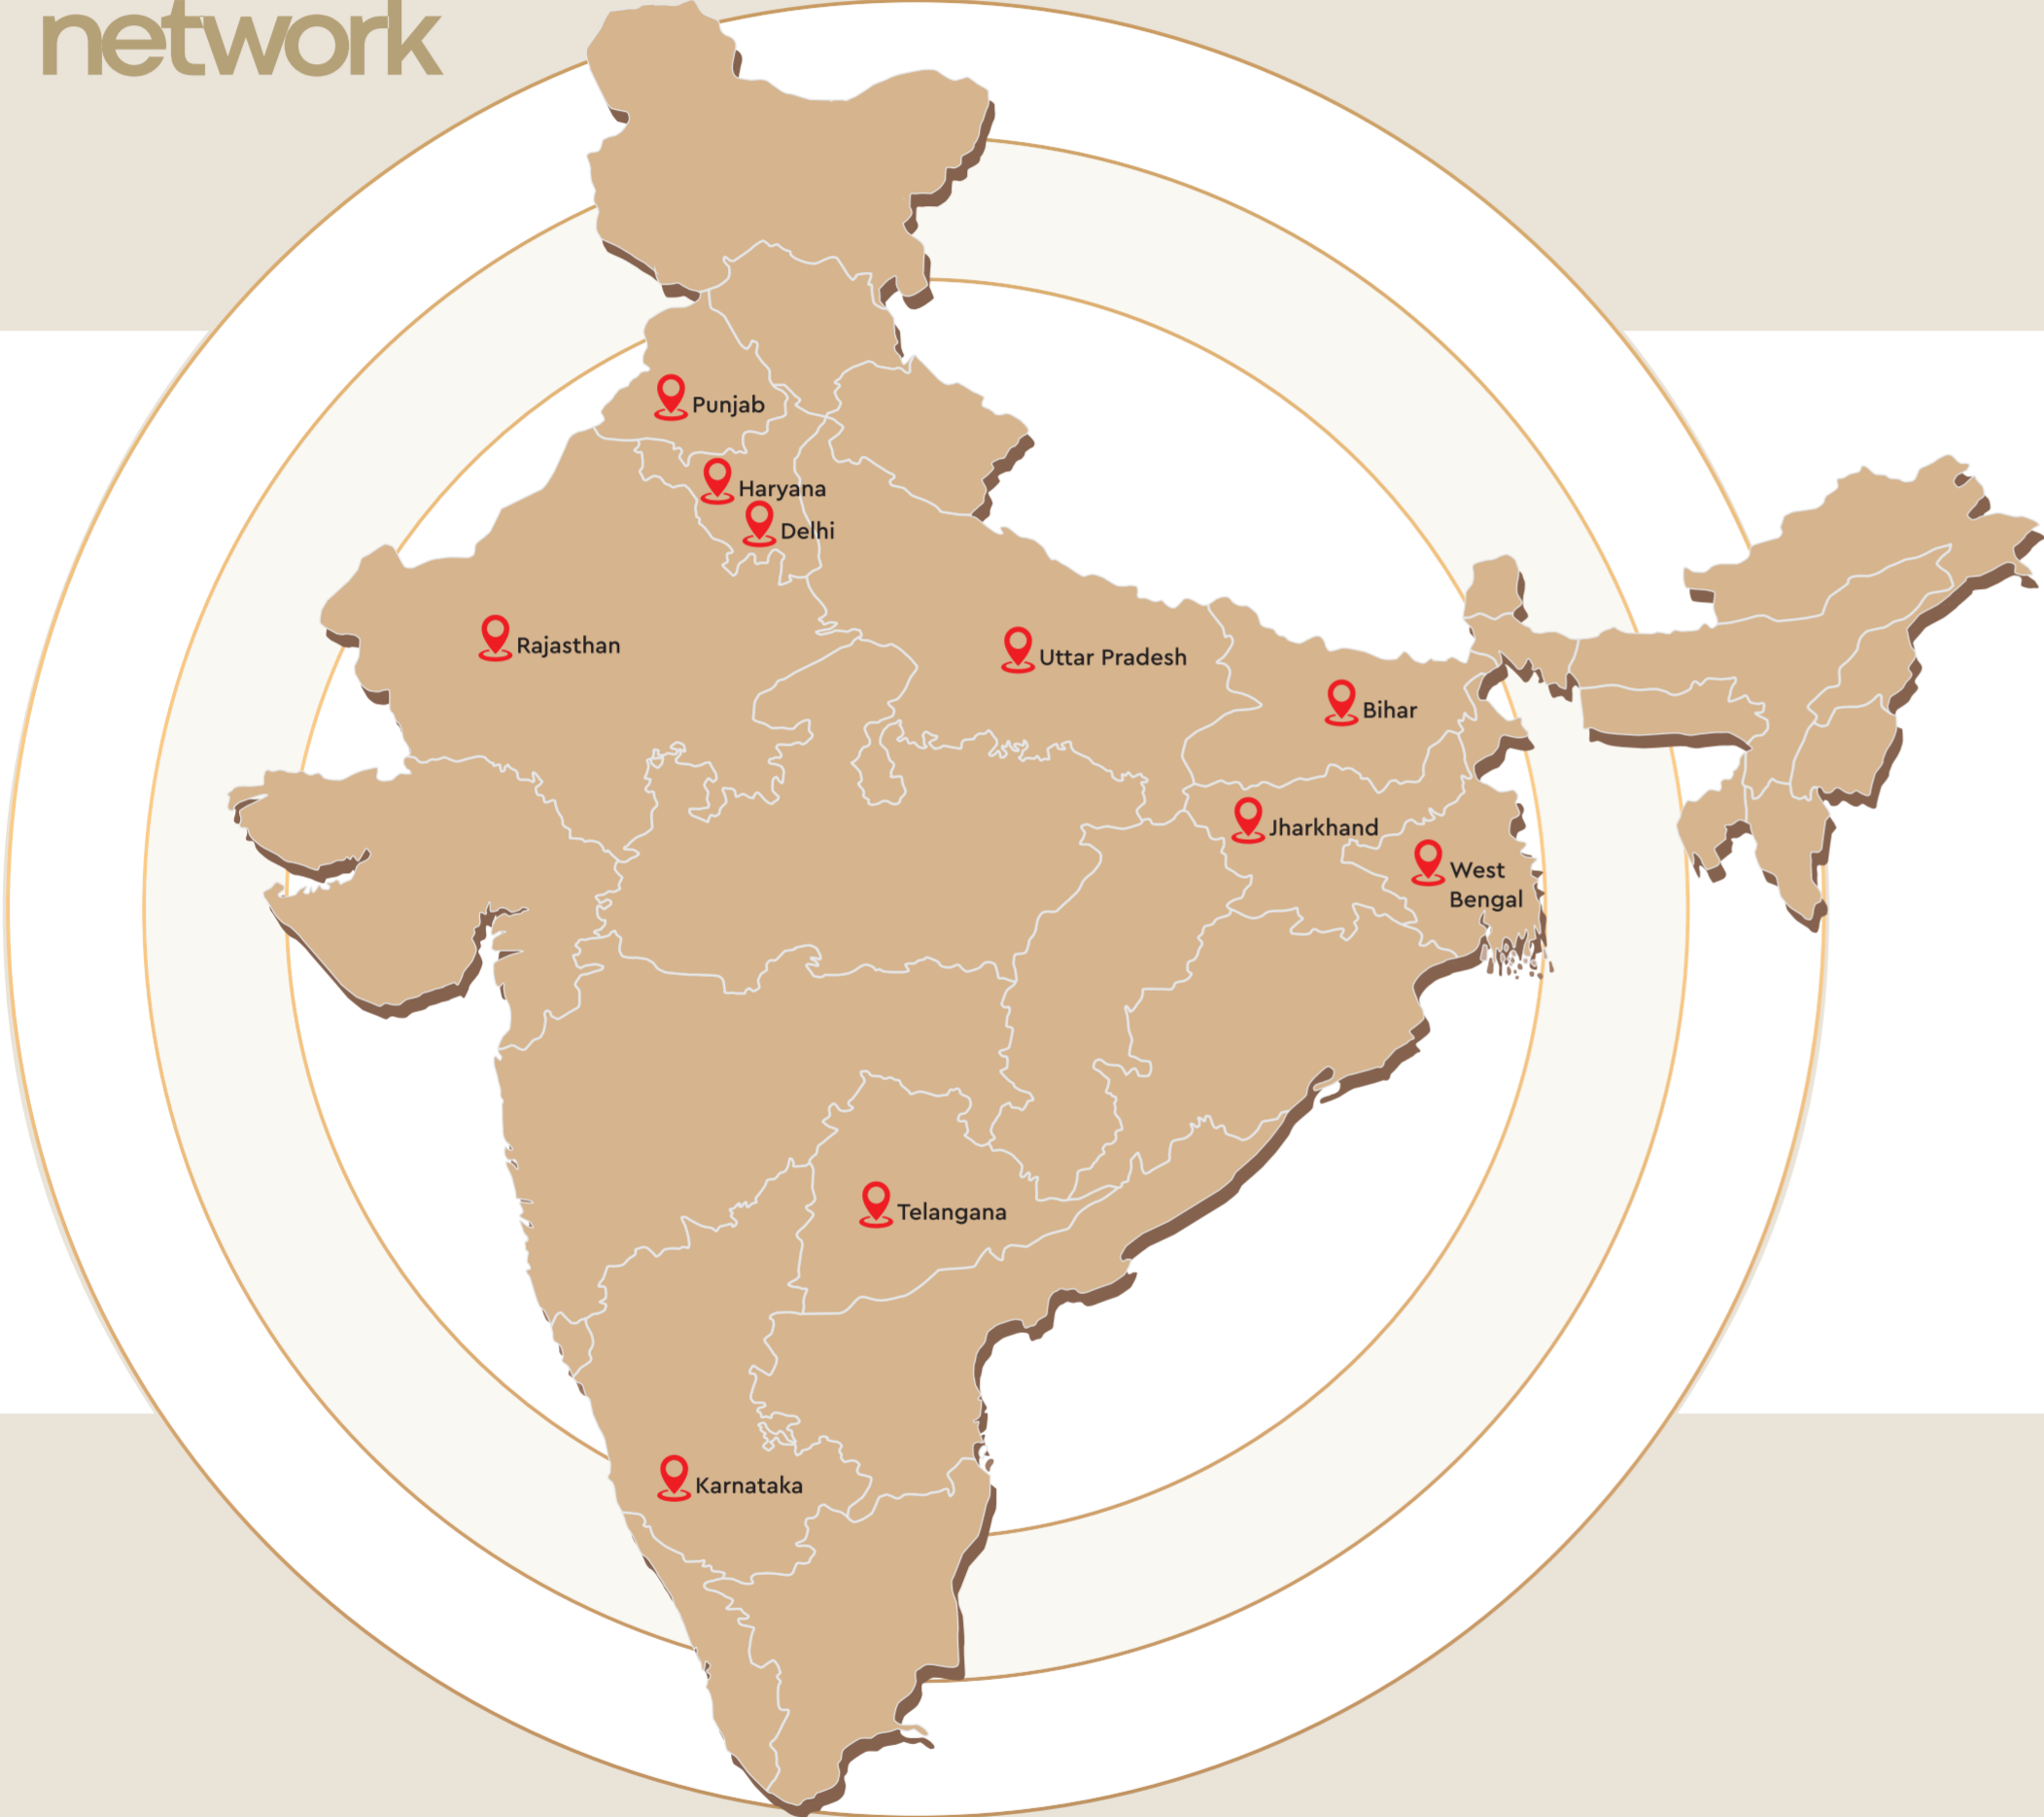 network
Punjab
Haryana
Delhi
Rajasthan
Uttar Pradesh
Bihar
Jharkhand
West
Bengal
Telangana
Karnataka